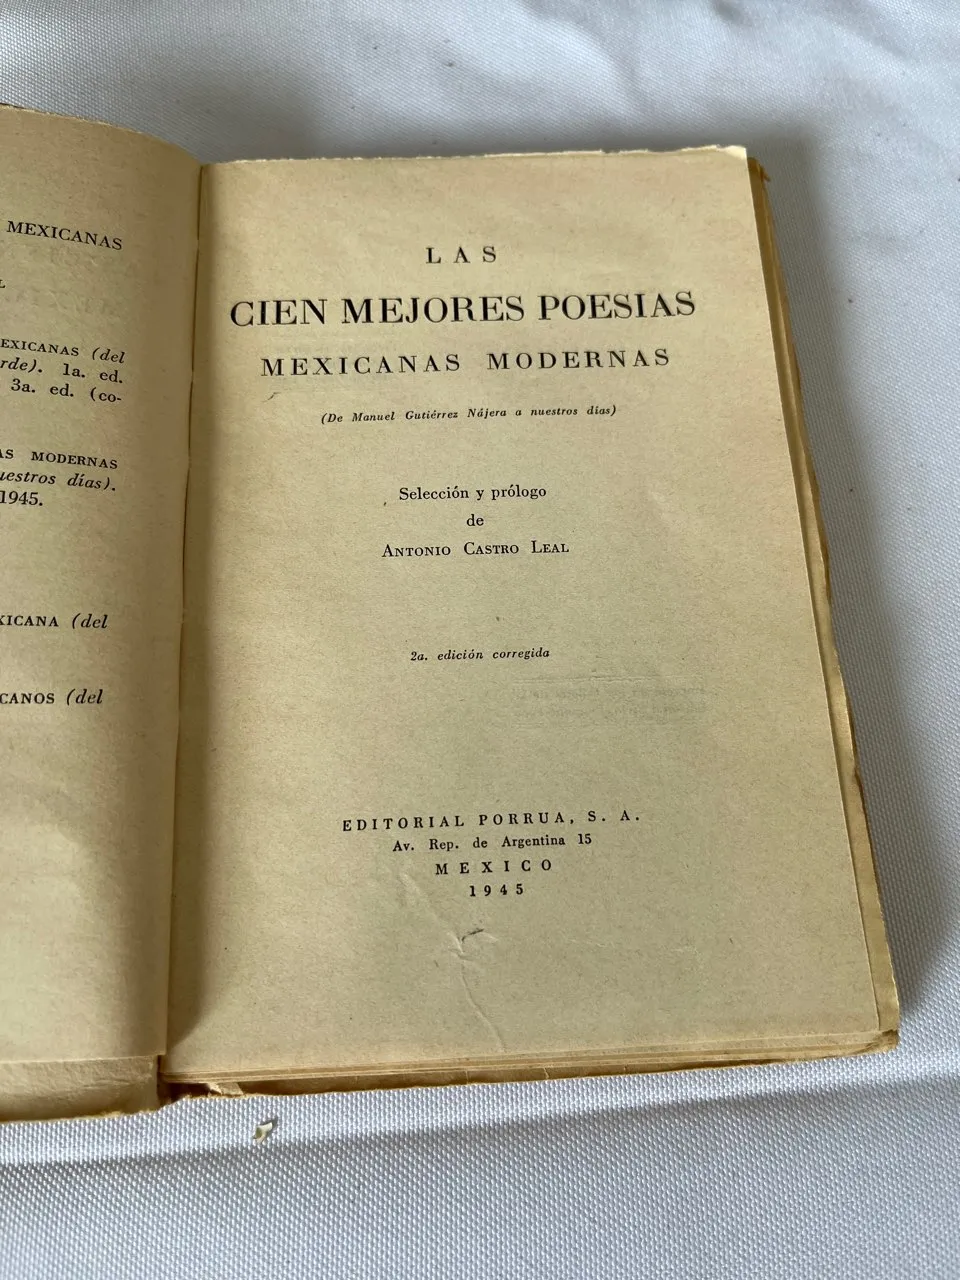 MEXICANAS
EXICANAS (del
rde). 1a. ed.
3a. ed. (co-
AS MODERNAS
uestros días).
1945.
XICANA (del
CANOS (del
LAS
CIEN MEJORES POESIAS
MEXICANAS MODERNAS
(De Manuel Gutiérrez Nájera a nuestros días)
Selección y prólogo
de
ANTONIO CASTRO LEAL
2a. edición corregida
EDITORIAL PORRUA, S. A.
Av. Rep. de Argentina 15
MEXICO
1945